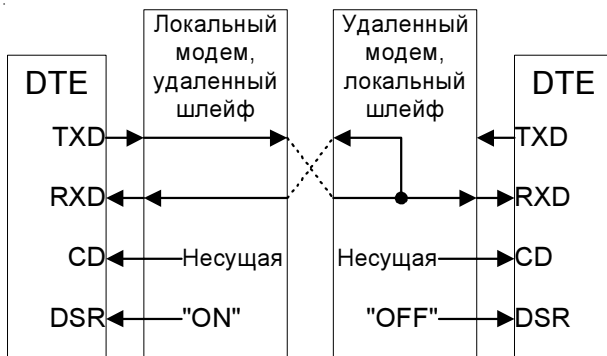 Локальный
модем,
удаленный
шлейф
Удаленный
модем,
локальный
шлейф
DTE
DTE
TXD
TXD
RXD
RXD
CD
Несущая
Несущая
CD
DSR
"ON"
"OFF"
DSR